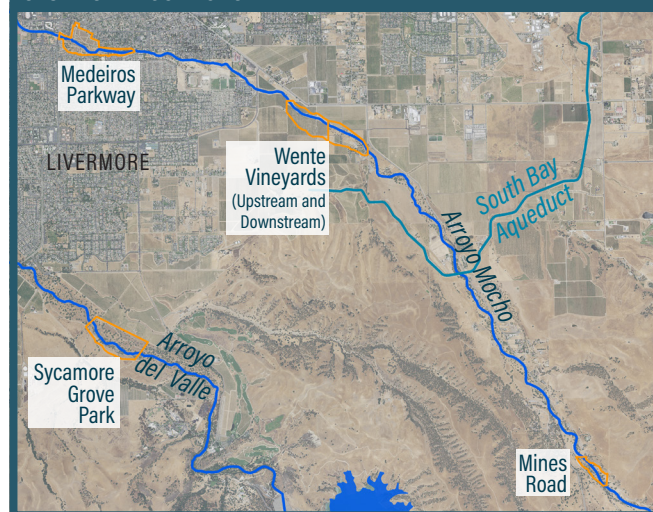 Medeiros
Parkway
LIVERMORE
Wente
Vineyards
(Upstream and
Downstream)
South Bay
Aqueduct
Arroyo Mocho
Arroyo
del Valle
Sycamore
Grove
Park
Mines
Road